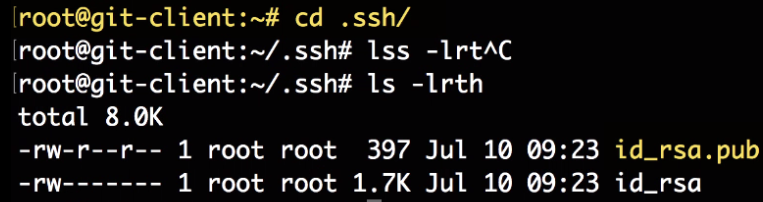 [root@git-client:~# cd .ssh/
[root@git-client:~/.ssh# lss -lrt^C
[root@git-client:~/.ssh# ls -lrth
total 8.0K
-rw-r--r-- 1 root root  397 Jul 10 09:23 id_rsa.pub
-rw------- 1 root root 1.7K Jul 10 09:23 id_rsa